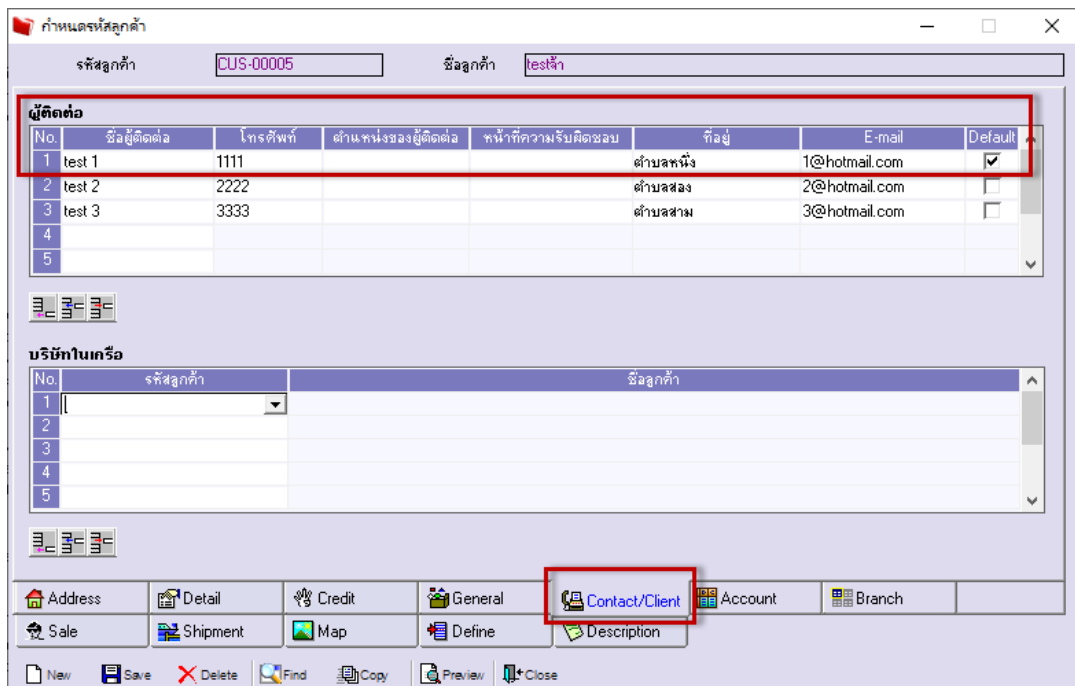 กำหนดรหัสลูกค้า
รหัสลูกค้า CUS-00005 ชื่อลูกค้า testจ้า
ผู้ติดต่อ
No. ชื่อผู้ติดต่อ โทรศัพท์ ตำแหน่งของผู้ติดต่อ หน้าที่ความรับผิดชอบ ที่อยู่ E-mail Default
1 test 1 1111 ตำบลหนึ่ง 1@hotmail.com
2 test 2 2222 ตำบลสอง 2@hotmail.com
3 test 3 3333 ตำบลสาม 3@hotmail.com
4
5
บริษัทในเครือ
No. รหัสลูกค้า ชื่อลูกค้า
1
2
3
4
5
Address Detail Credit General Contact/Client Account Branch
Sale Shipment Map Define Description
New Save Delete Find Copy Preview Close